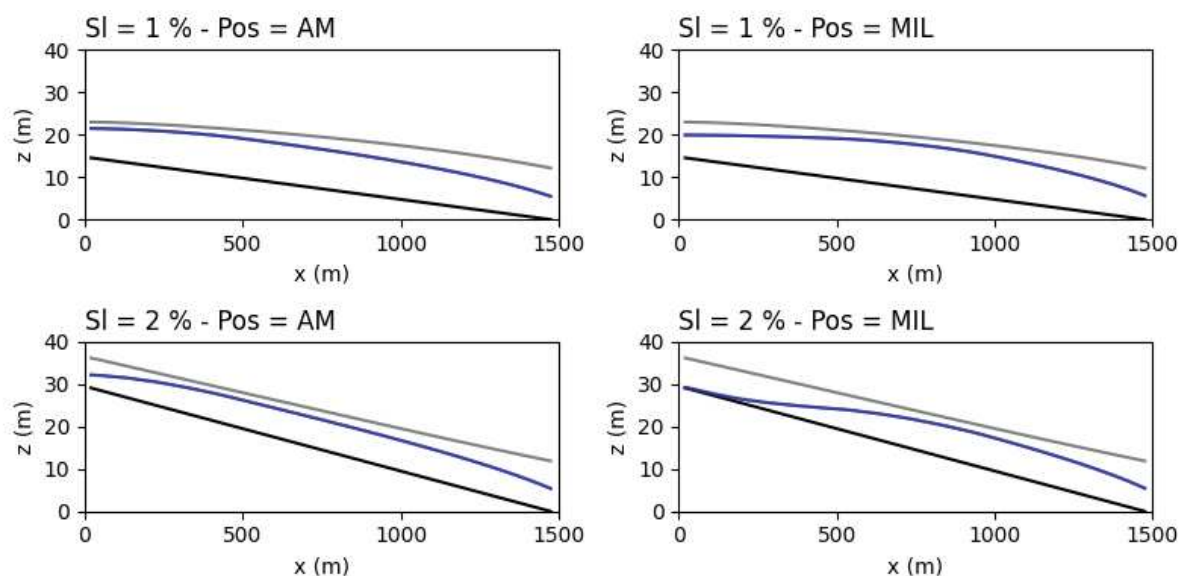 Sl = 1 % - Pos = AM
40
30
20
10
0
z (m)
0 500 1000 1500
x (m)
Sl = 1 % - Pos = MIL
40
30
20
10
0
z (m)
0 500 1000 1500
x (m)
Sl = 2 % - Pos = AM
40
30
20
10
0
z (m)
0 500 1000 1500
x (m)
Sl = 2 % - Pos = MIL
40
30
20
10
0
z (m)
0 500 1000 1500
x (m)